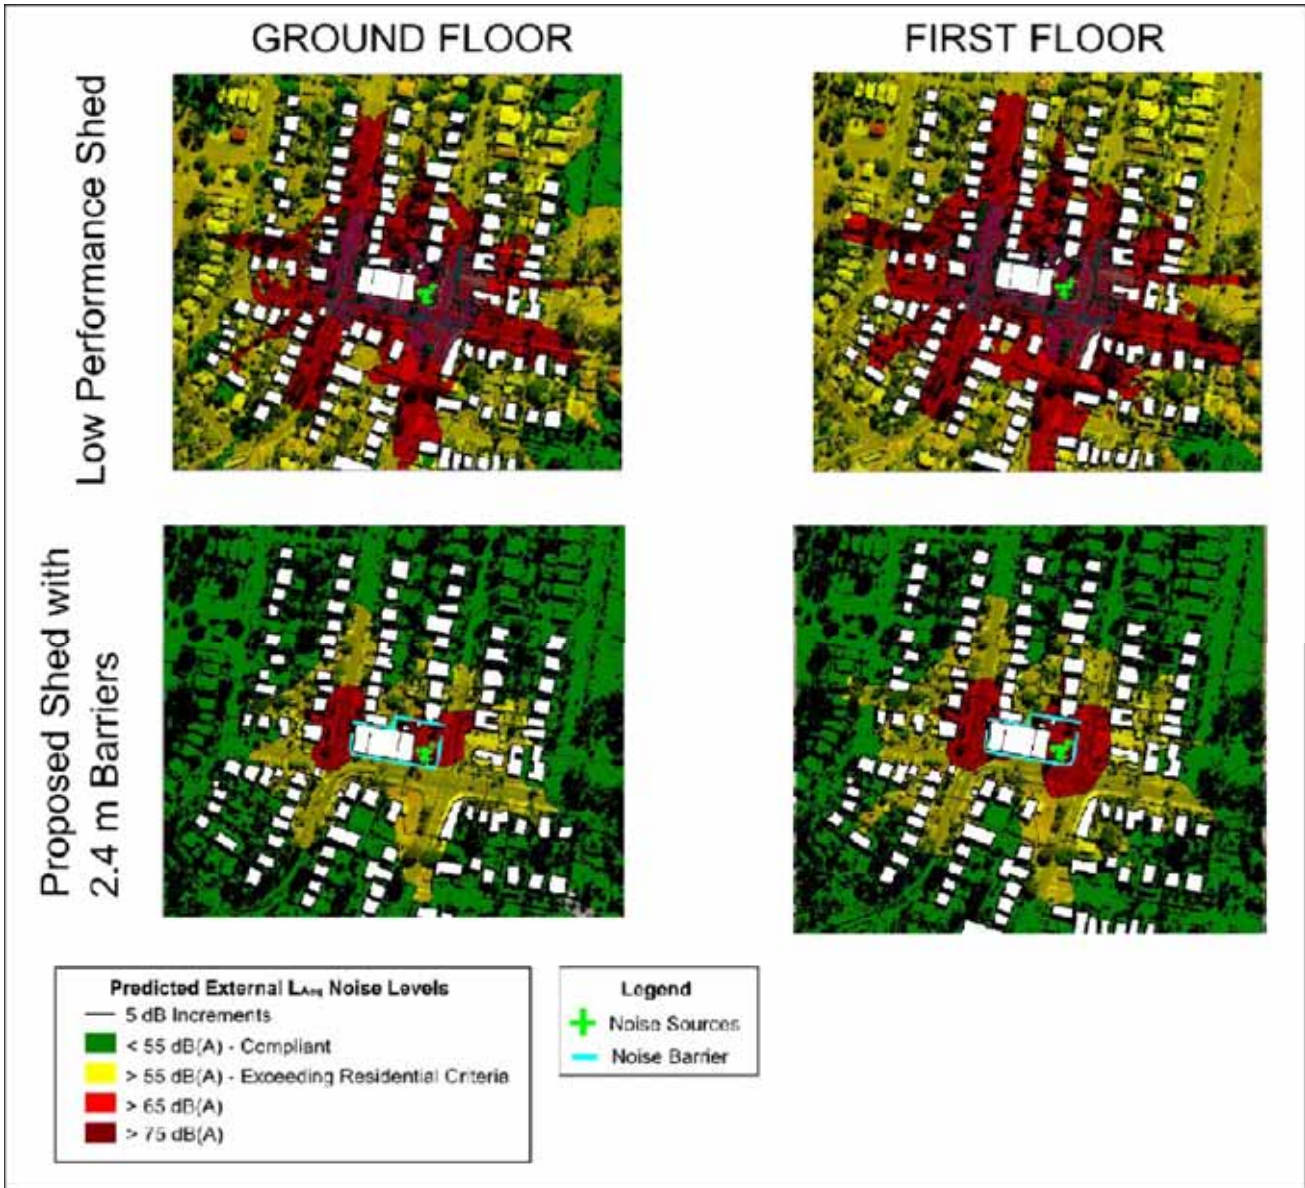 GROUND FLOOR
FIRST FLOOR
Low Performance Shed
Proposed Shed with
2.4 m Barriers
Predicted External LAeq Noise Levels
5 dB Increments
< 55 dB(A) - Compliant
> 55 dB(A) - Exceeding Residential Criteria
> 65 dB(A)
> 75 dB(A)
Legend
Noise Sources
Noise Barrier